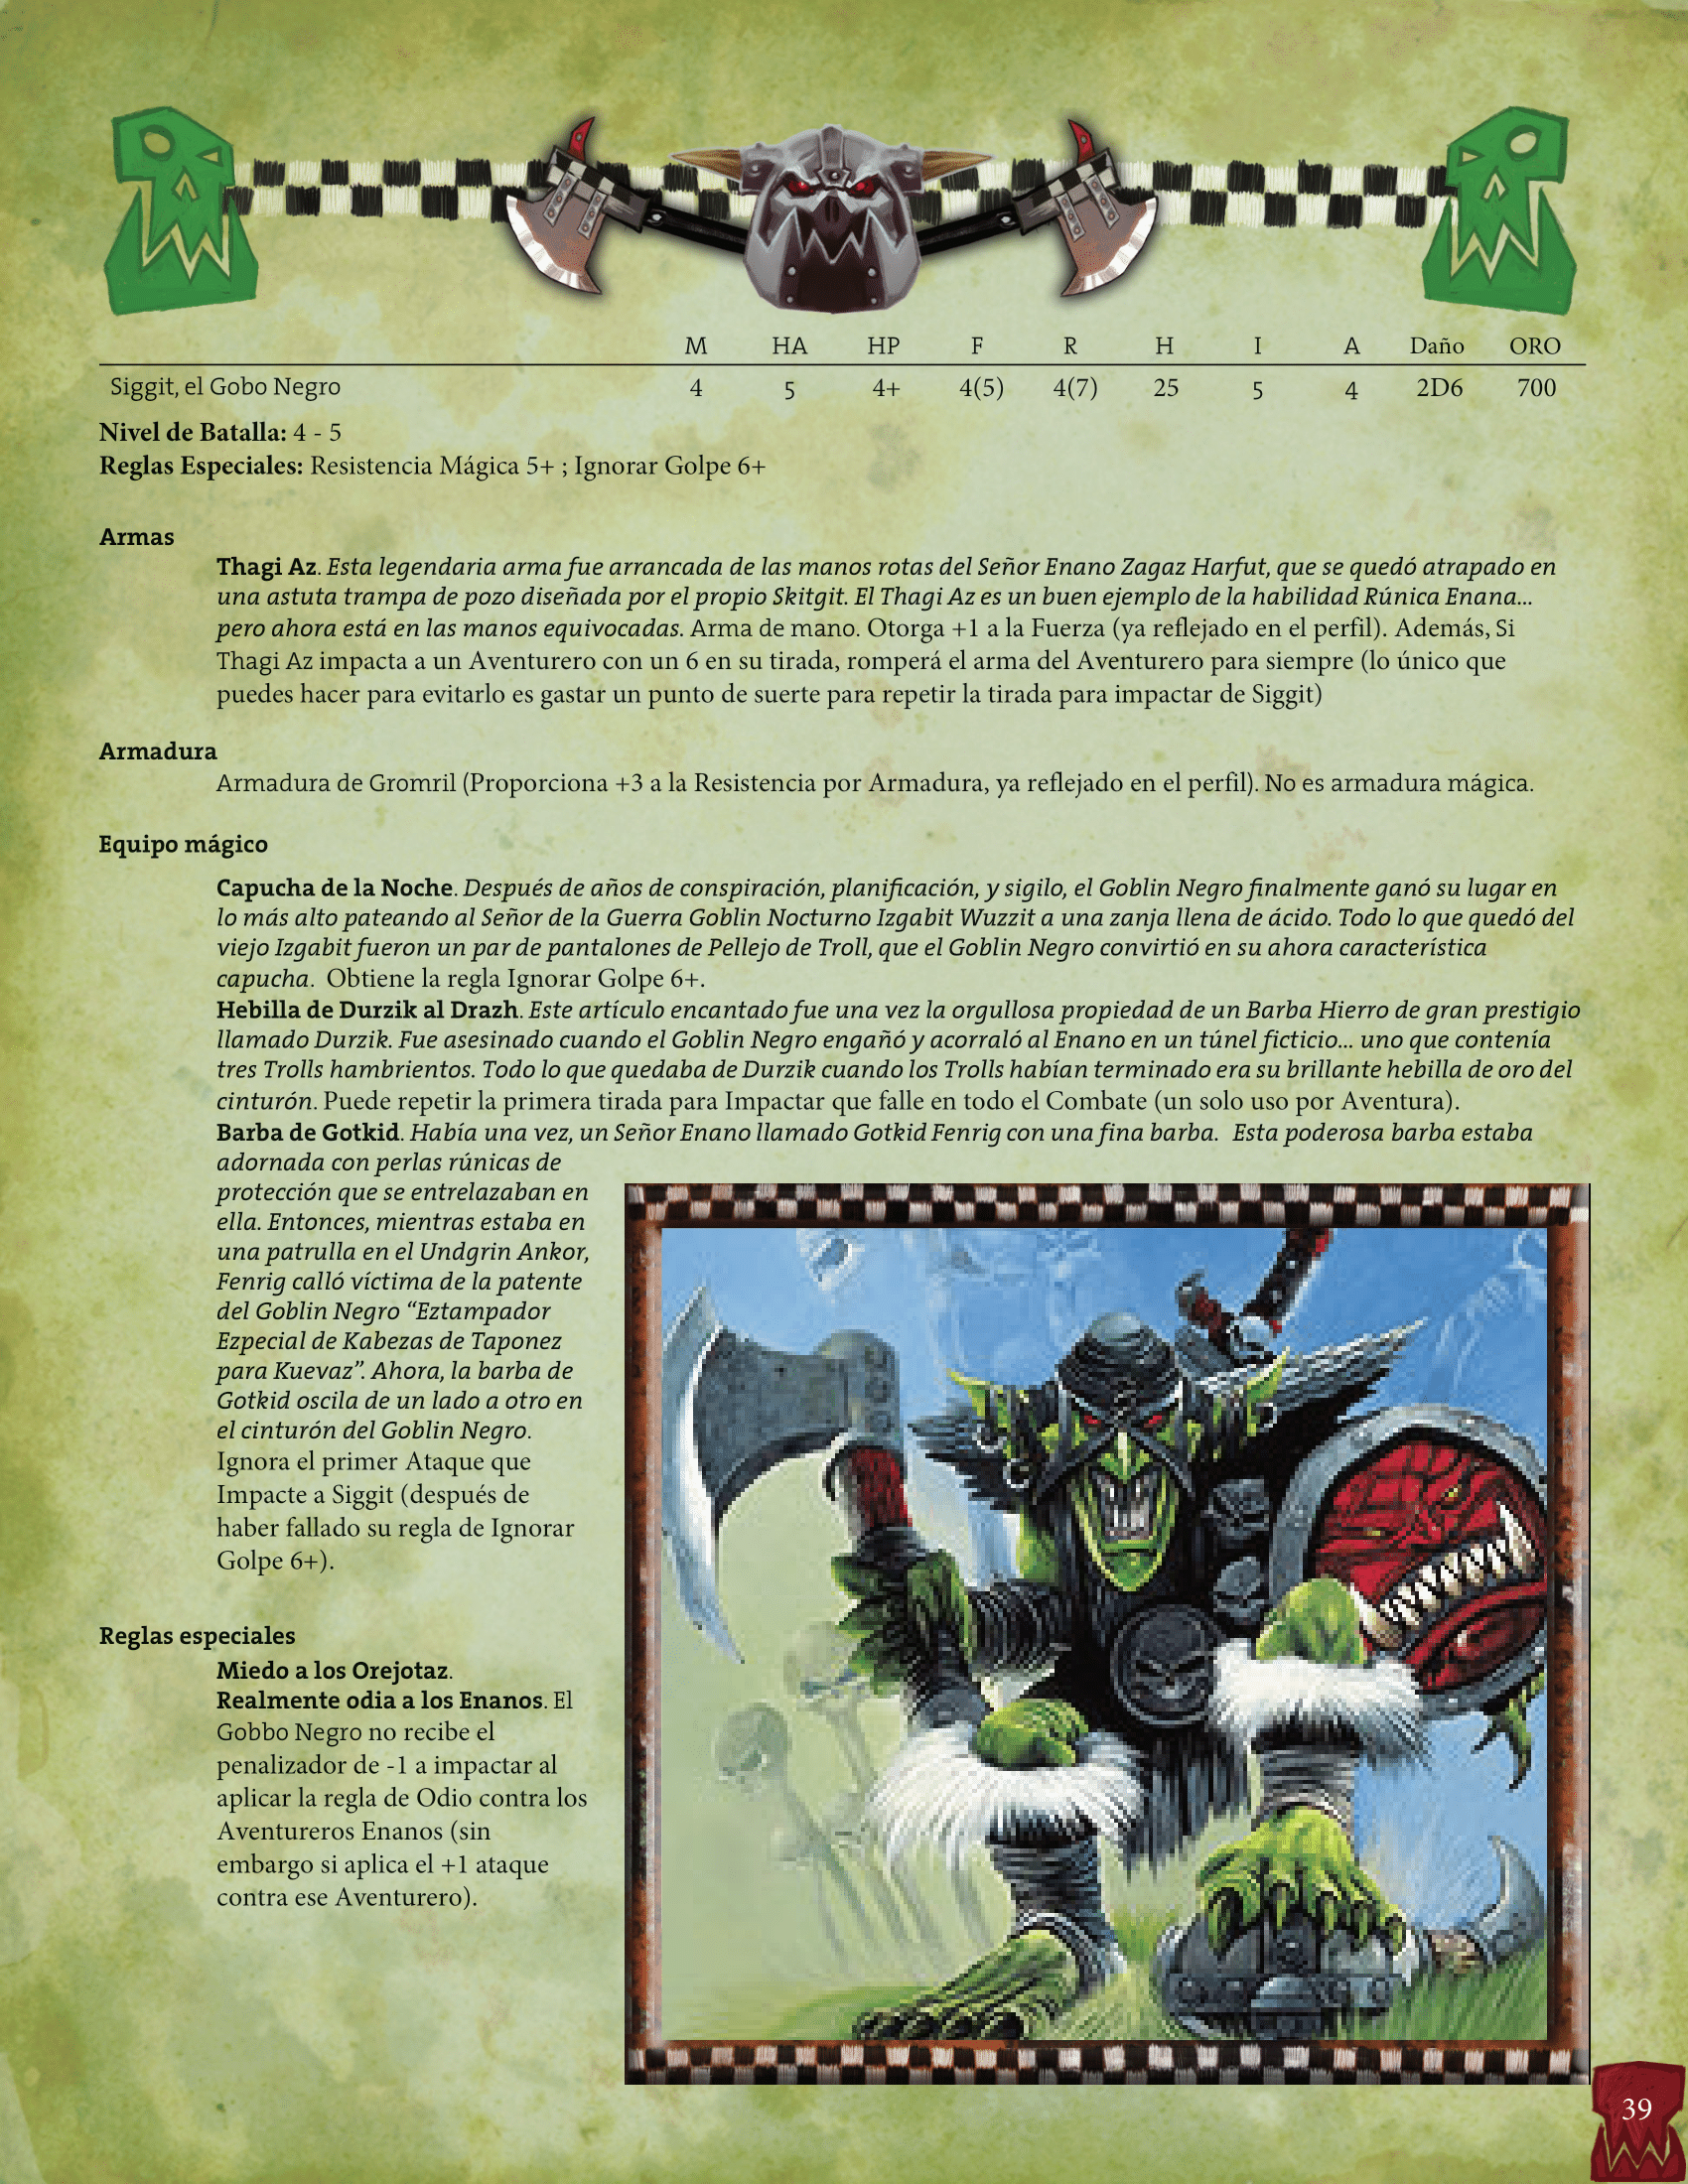 M HA HP F R H I A Daño ORO
Siggit, el Gobo Negro 4 5 4+ 4(5) 4(7) 25 5 4 2D6 700
Nivel de Batalla: 4 - 5
Reglas Especiales: Resistencia Mágica 5+ ; Ignorar Golpe 6+
Armas
Thagi Az. Esta legendaria arma fue arrancada de las manos rotas del Señor Enano Zagaz Harfut, que se quedó atrapado en
una astuta trampa de pozo diseñada por el propio Skitgit. El Thagi Az es un buen ejemplo de la habilidad Rúnica Enana...
pero ahora está en las manos equivocadas. Arma de mano. Otorga +1 a la Fuerza (ya reflejado en el perfil). Además, Si
Thagi Az impacta a un Aventurero con un 6 en su tirada, romperá el arma del Aventurero para siempre (lo único que
puedes hacer para evitarlo es gastar un punto de suerte para repetir la tirada para impactar de Siggit)
Armadura
Armadura de Gromril (Proporciona +3 a la Resistencia por Armadura, ya reflejado en el perfil). No es armadura mágica.
Equipo mágico
Capucha de la Noche. Después de años de conspiración, planificación, y sigilo, el Goblin Negro finalmente ganó su lugar en
lo más alto pateando al Señor de la Guerra Goblin Nocturno Izgabit Wuzzit a una zanja llena de ácido. Todo lo que quedó del
viejo Izgabit fueron un par de pantalones de Pellejo de Troll, que el Goblin Negro convirtió en su ahora característica
capucha. Obtiene la regla Ignorar Golpe 6+.
Hebilla de Durzik al Drazh. Este artículo encantado fue una vez la orgullosa propiedad de un Barba Hierro de gran prestigio
llamado Durzik. Fue asesinado cuando el Goblin Negro engañó y acorraló al Enano en un túnel ficticio... uno que contenía
tres Trolls hambrientos. Todo lo que quedaba de Durzik cuando los Trolls habían terminado era su brillante hebilla de oro del
cinturón. Puede repetir la primera tirada para Impactar que falle en todo el Combate (un solo uso por Aventura).
Barba de Gotkid. Había una vez, un Señor Enano llamado Gotkid Fenrig con una fina barba. Esta poderosa barba estaba
adornada con perlas rúnicas de
protección que se entrelazaban en
ella. Entonces, mientras estaba en
una patrulla en el Undgrin Ankor,
Fenrig calló víctima de la patente
del Goblin Negro “Eztampador
Ezpecial de Kabezas de Taponez
para Kuevaz”. Ahora, la barba de
Gotkid oscila de un lado a otro en
el cinturón del Goblin Negro.
Ignora el primer Ataque que
Impacte a Siggit (después de
haber fallado su regla de Ignorar
Golpe 6+).
Reglas especiales
Miedo a los Orejotaz.
Realmente odia a los Enanos. El
Gobbo Negro no recibe el
penalizador de -1 a impactar al
aplicar la regla de Odio contra los
Aventureros Enanos (sin
embargo si aplica el +1 ataque
contra ese Aventurero).
39